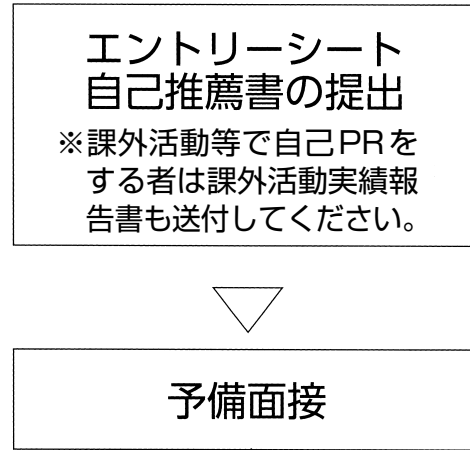 エントリーシート
自己推薦書の提出
※課外活動等で自己PRを
する者は課外活動実績報
告書も送付してください。
予備面接